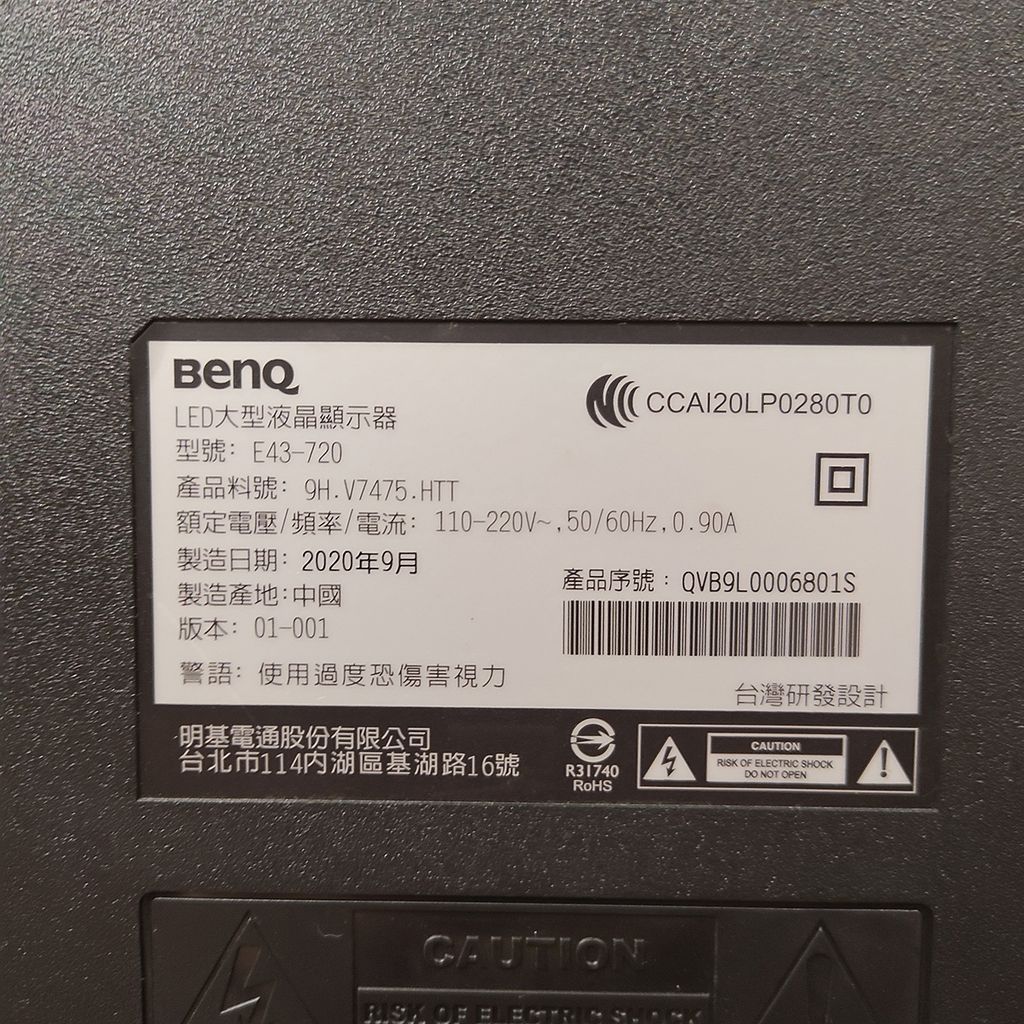 BenQ
LED大型液晶顯示器
CCAI20LP0280T0
型號: E43-720
產品料號: 9H.V7475.HTT
額定電壓/頻率/電流: 110-220V~,50/60Hz,0.90A
製造日期: 2020年9月
製造產地:中國
產品序號: QVB9L0006801S
版本: 01-001
警語: 使用過度恐傷害視力
台灣研發設計
明基電通股份有限公司
台北市114內湖區基湖路16號
R31740
RoHS
CAUTION
RISK OF ELECTRIC SHOCK
DO NOT OPEN
CAUTION
RISK OF ELECTRIC SHOCK